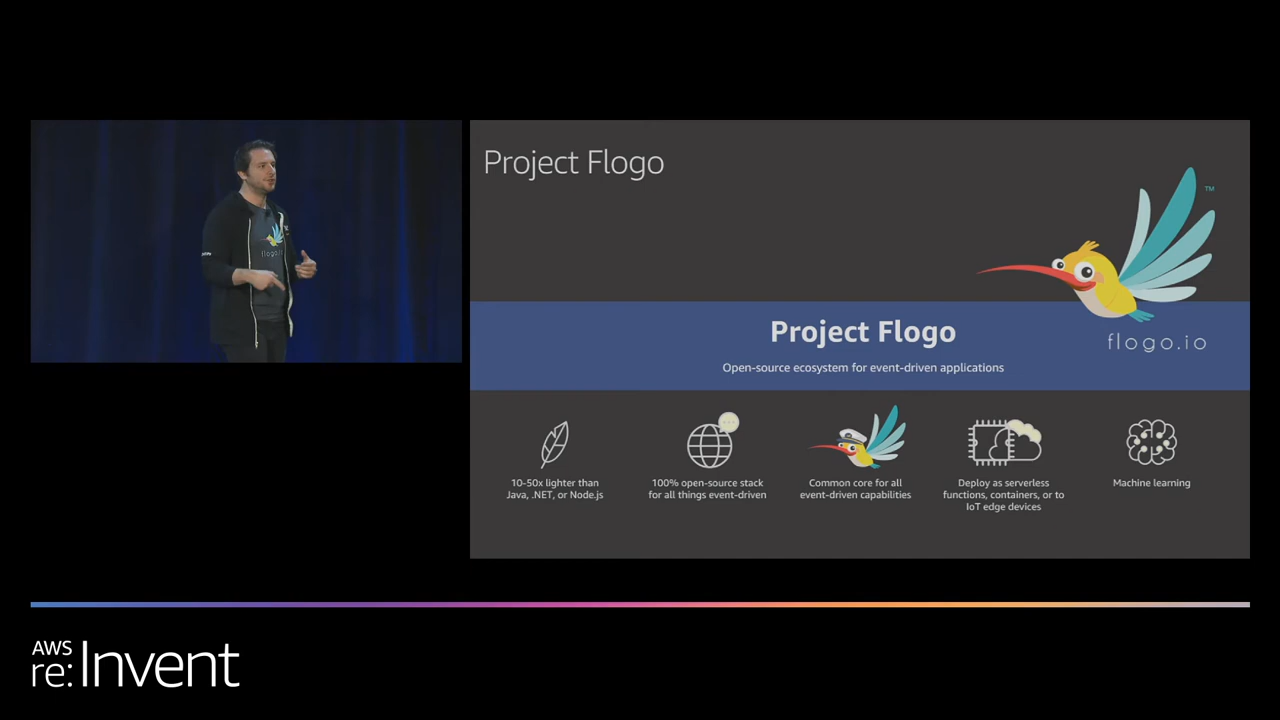 Project Flogo
TM
flogo.io
Project Flogo
Open-source ecosystem for event-driven applications
10-50x lighter than
Java, .NET, or Node.js
100% open-source stack
for all things event-driven
Common core for all
event-driven capabilities
Deploy as serverless
functions, containers, or to
IoT edge devices
Machine learning
AWS
re:Invent